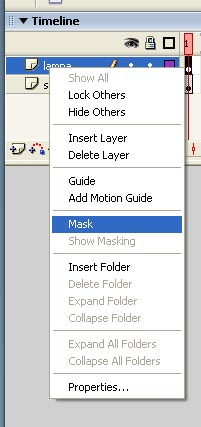 Timeline
1
lampa
s
Show All
Lock Others
Hide Others
Insert Layer
Delete Layer
Guide
Add Motion Guide
Mask
Show Masking
Insert Folder
Delete Folder
Expand Folder
Collapse Folder
Expand All Folders
Collapse All Folders
Properties...